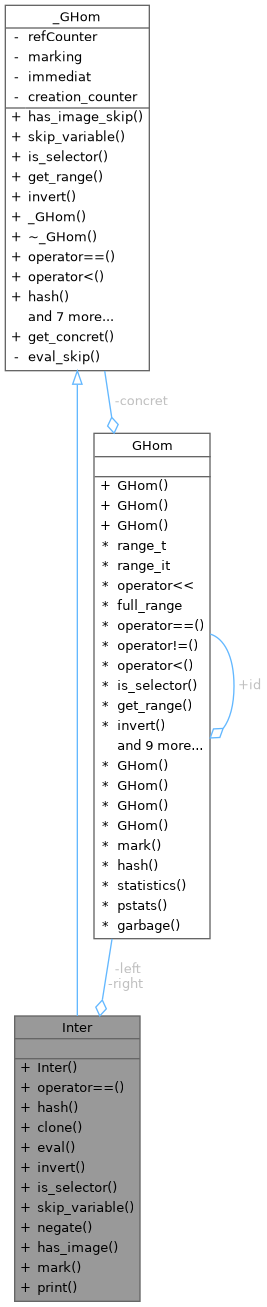 _GHom
- refCounter
- marking
- immediat
- creation_counter
+ has_image_skip()
+ skip_variable()
+ is_selector()
+ get_range()
+ invert()
+ _GHom()
+ ~_GHom()
+ operator==()
+ operator<()
+ hash()
and 7 more...
+ get_concret()
- eval_skip()
-concret
GHom
+ GHom()
+ GHom()
+ GHom()
* range_t
* range_it
* operator<<
* full_range
* operator==()
* operator!=()
* operator<()
* is_selector()
* get_range()
* invert()
and 9 more...
* GHom()
* GHom()
* GHom()
* GHom()
* mark()
* hash()
* statistics()
* pstats()
* garbage()
+id
-left
-right
Inter
+ Inter()
+ operator==()
+ hash()
+ clone()
+ eval()
+ invert()
+ is_selector()
+ skip_variable()
+ negate()
+ has_image()
+ mark()
+ print()